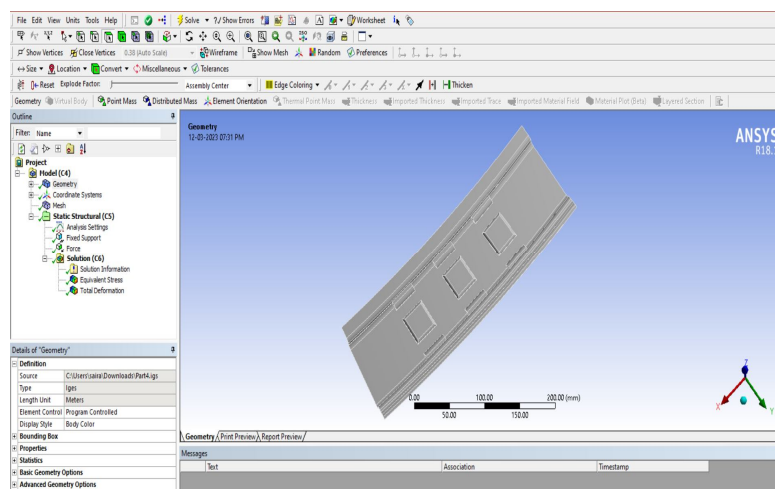 File Edit View Units Tools Help Solve ?/ Show Errors A Worksheet
Show Vertices Close Vertices 0.38 (Auto Scale) Wireframe Show Mesh Random Preferences
Size Location Convert Miscellaneous Tolerances
Reset Explode Factor: Assembly Center Edge Coloring Thicken
Geometry Virtual Body Point Mass Distributed Mass Element Orientation Thermal Point Mass Thickness Imported Thickness Imported Trace Imported Material Field Material Plot (Beta) Layered Section
Outline
Filter: Name
Project
Model (C4)
Geometry
Coordinate Systems
Mesh
Static Structural (C5)
Analysis Settings
Fixed Support
Force
Solution (C6)
Solution Information
Equivalent Stress
Total Deformation
Details of "Geometry"
Definition
Source C:\Users\saira\Downloads\Part4.igs
Type Iges
Length Unit Meters
Element Control Program Controlled
Display Style Body Color
Bounding Box
Properties
Statistics
Basic Geometry Options
Advanced Geometry Options
Geometry
12-03-2023 07:31 PM
ANSYS
R18.
0.00 100.00 200.00 (mm)
50.00 150.00
X Y Z
Geometry Print Preview Report Preview
Messages
Text Association Timestamp